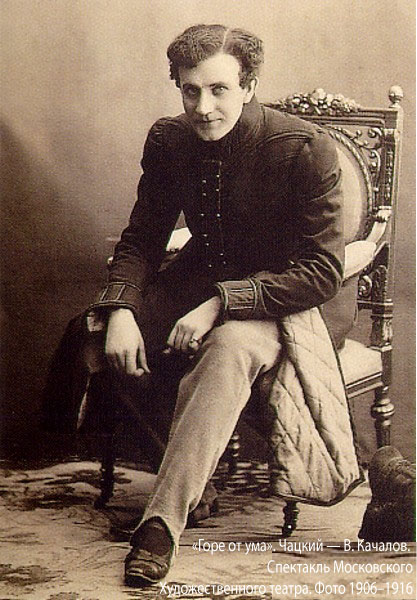 «Горе от ума». Чацкий — В. Качалов.
Спектакль Московского
Художественного театра. Фото 1906–1916